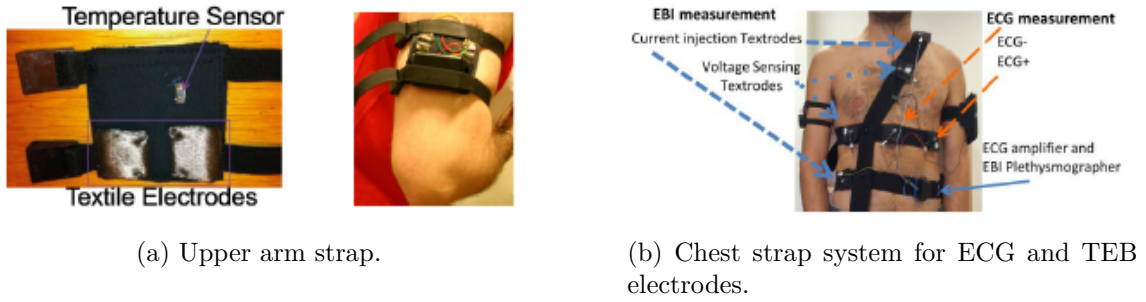 Temperature Sensor
Textile Electrodes
(a) Upper arm strap.
EBI measurement
Current injection Textrodes
Voltage Sensing
Textrodes
ECG measurement
ECG-
ECG+
ECG amplifier and
EBI Plethysmographer
(b) Chest strap system for ECG and TEB
electrodes.